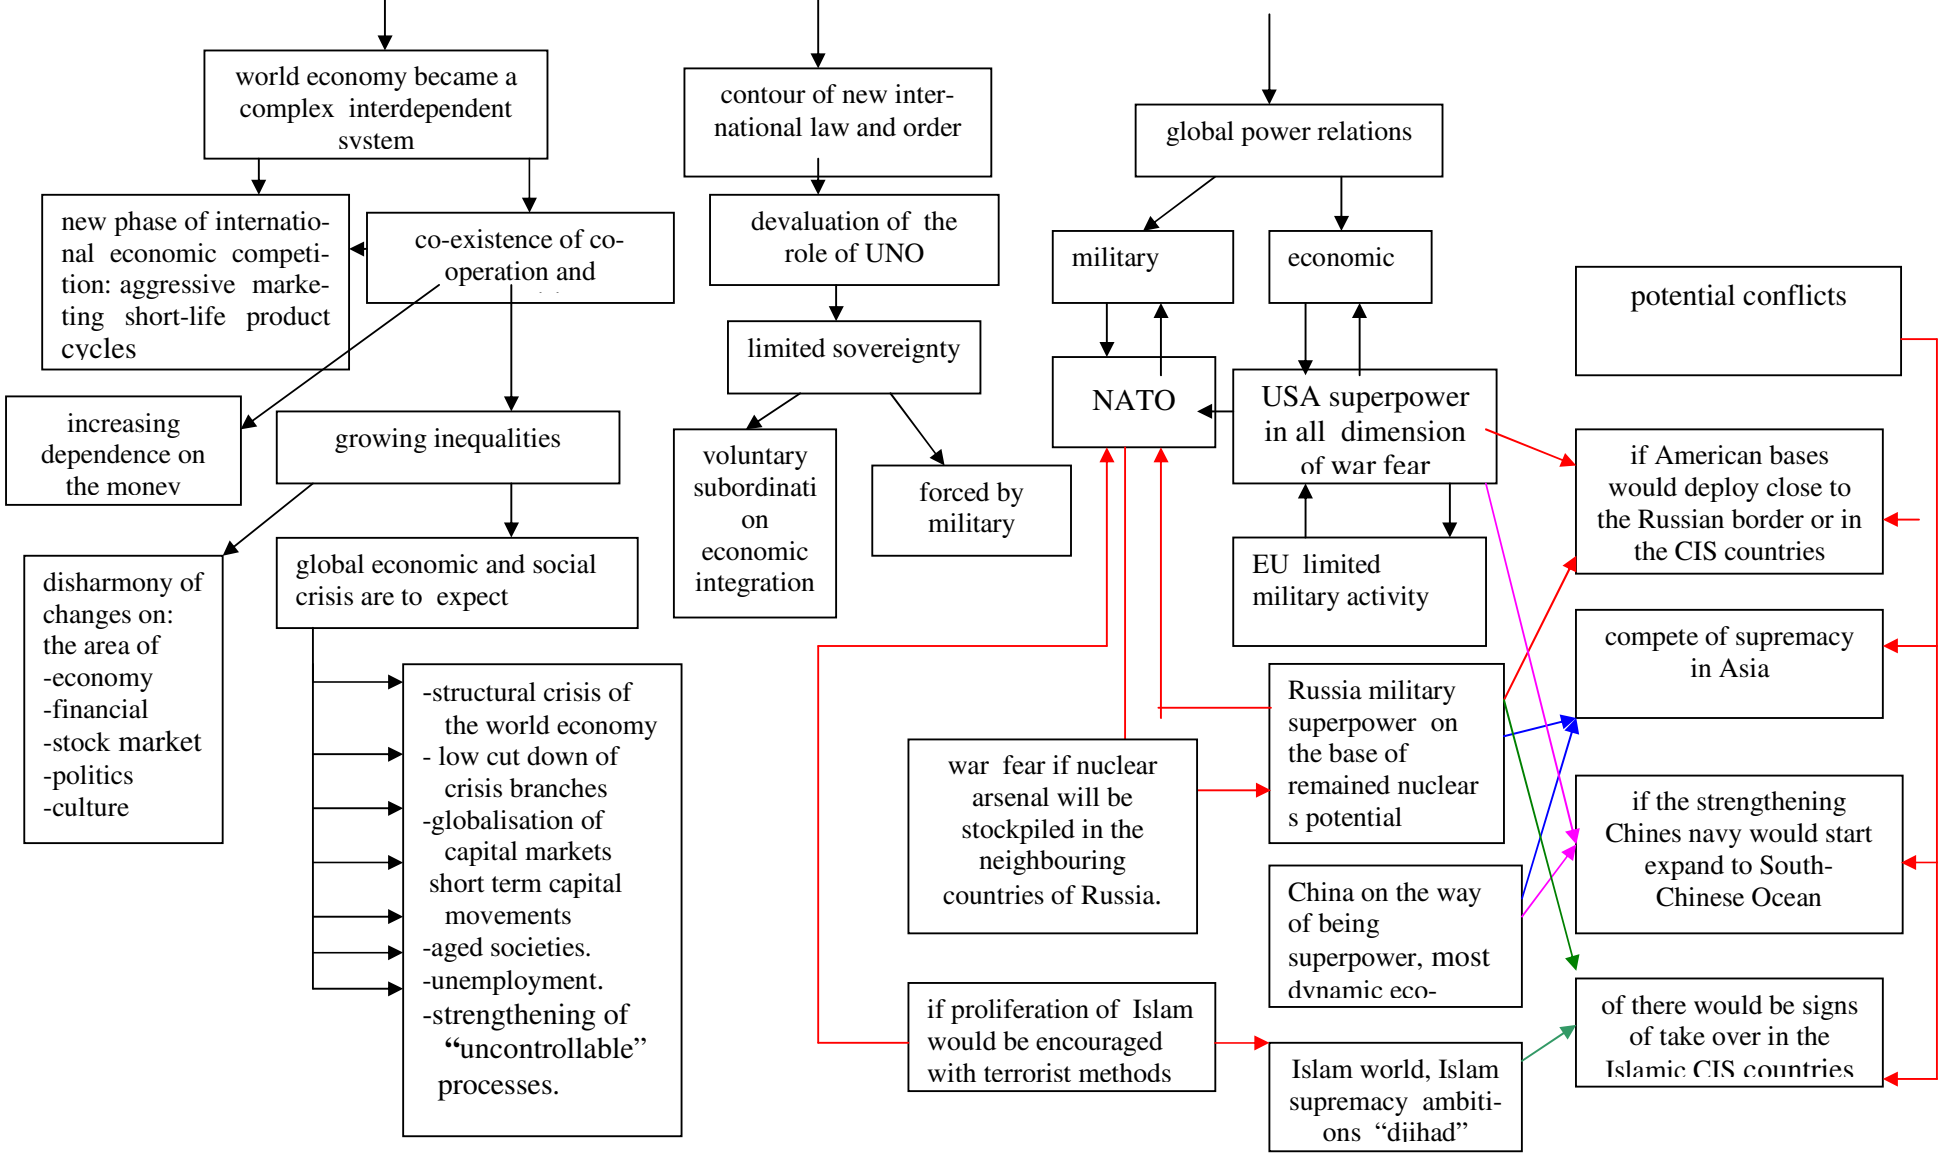 world economy became a
complex interdependent
system
new phase of internatio-
nal economic competi-
tion: aggressive marke-
ting short-life product
cycles
co-existence of co-
operation and
increasing
dependence on
the money
growing inequalities
disharmony of
changes on:
the area of
-economy
-financial
-stock market
-politics
-culture
global economic and social
crisis are to expect
-structural crisis of
the world economy
- low cut down of
crisis branches
-globalisation of
capital markets
short term capital
movements
-aged societies.
-unemployment.
-strengthening of
“uncontrollable”
processes.
contour of new inter-
national law and order
devaluation of the
role of UNO
limited sovereignty
voluntary
subordinati
on
economic
integration
forced by
military
global power relations
military
economic
NATO
USA superpower
in all dimension
of war fear
EU limited
military activity
war fear if nuclear
arsenal will be
stockpiled in the
neighbouring
countries of Russia.
Russia military
superpower on
the base of
remained nuclear
s potential
China on the way
of being
superpower, most
dynamic eco-
if proliferation of Islam
would be encouraged
with terrorist methods
Islam world, Islam
supremacy ambiti-
ons “djihad”
potential conflicts
if American bases
would deploy close to
the Russian border or in
the CIS countries
compete of supremacy
in Asia
if the strengthening
Chines navy would start
expand to South-
Chinese Ocean
of there would be signs
of take over in the
Islamic CIS countries